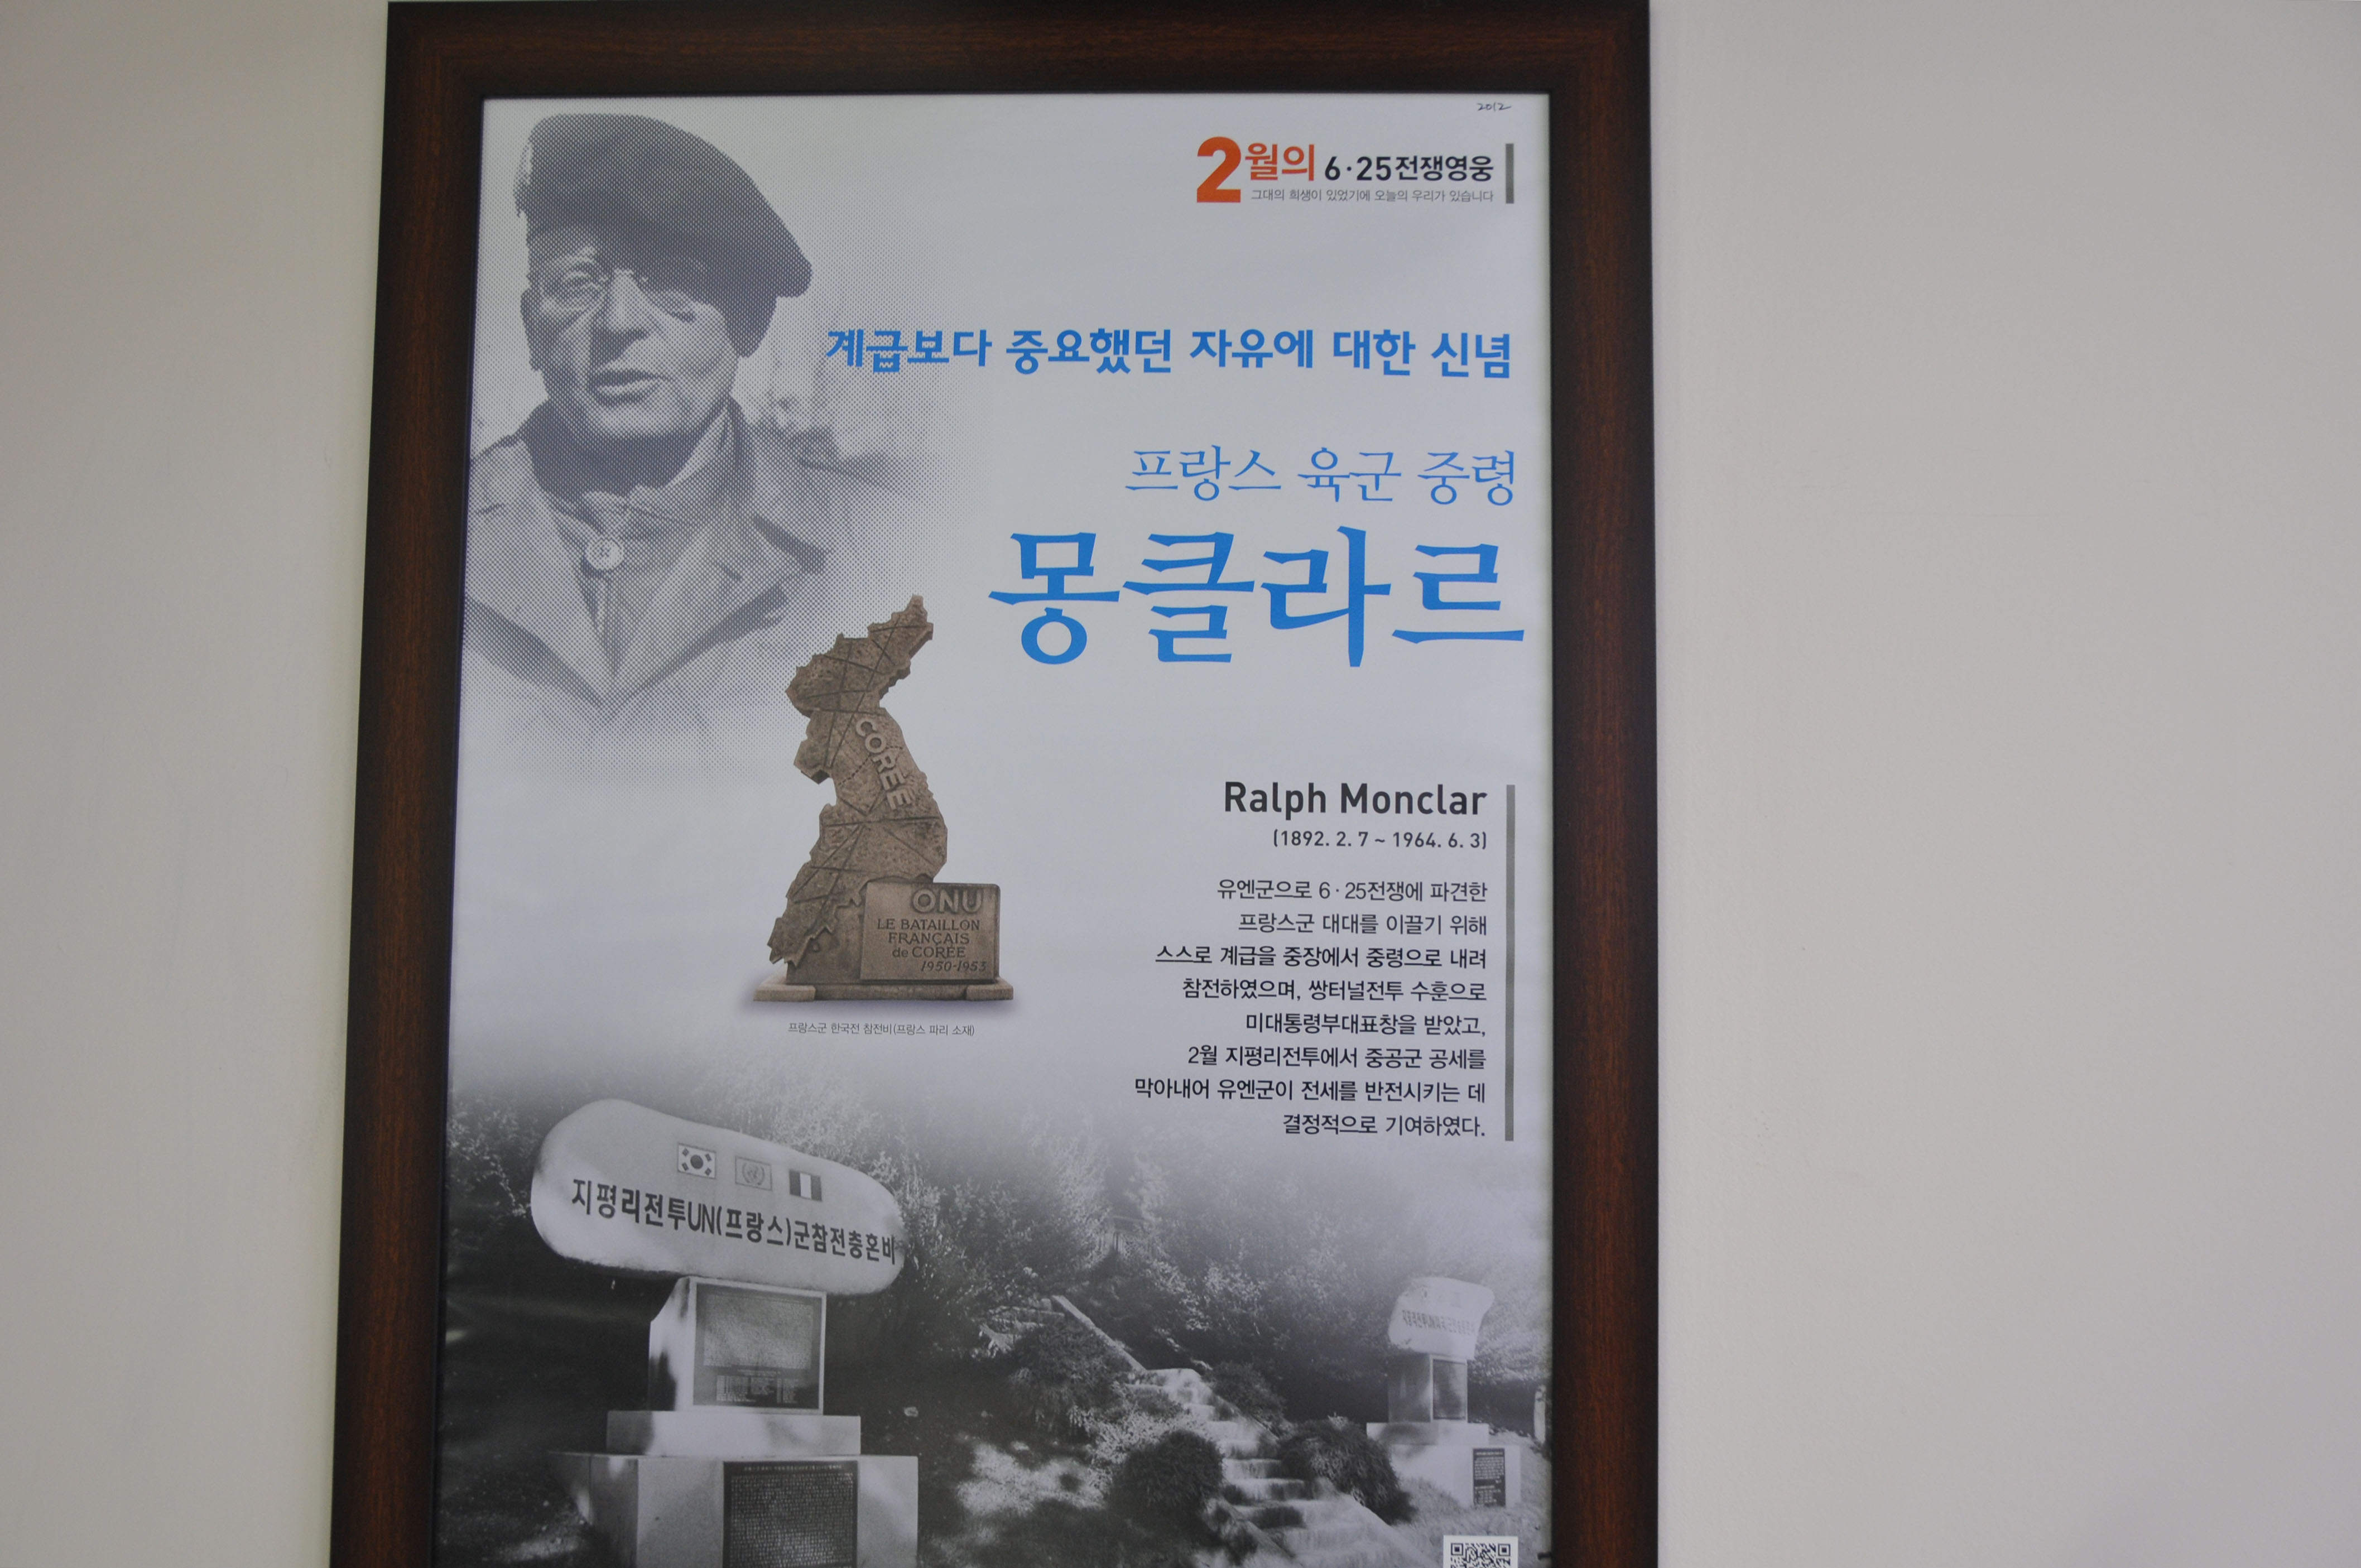 2012
2월의 6·25전쟁영웅
그대의 희생이 있었기에 오늘의 우리가 있습니다
계급보다 중요했던 자유에 대한 신념
프랑스 육군 중령
몽클라르
CORÉE
ONU
LE BATAILLON
FRANÇAIS
de CORÉE
1950-1953
프랑스군 한국전 참전비(프랑스 파리 소재)
Ralph Monclar
(1892. 2. 7 ~ 1964. 6. 3)
유엔군으로 6·25전쟁에 파견한
프랑스군 대대를 이끌기 위해
스스로 계급을 중장에서 중령으로 내려
참전하였으며, 쌍터널전투 수훈으로
미대통령부대표창을 받았고,
2월 지평리전투에서 중공군 공세를
막아내어 유엔군이 전세를 반전시키는 데
결정적으로 기여하였다.
지평리전투UN(프랑스)군참전충혼비